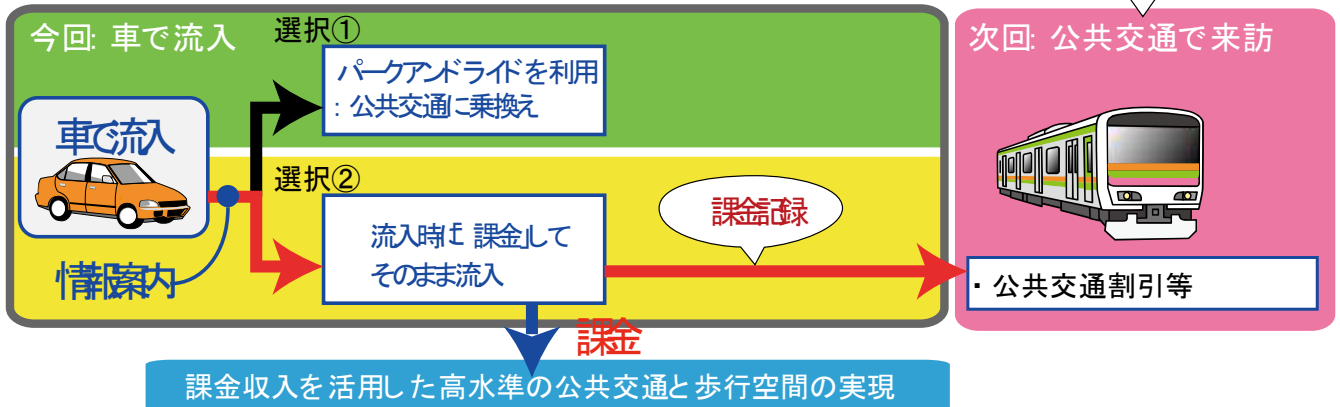 今回: 車で流入
選択①
パークアンドライドを利用
: 公共交通に乗換え
車で流入
情報案内
選択②
流入時に「課金」して
そのまま流入
課金記録
課金
課金収入を活用した高水準の公共交通と歩行空間の実現
次回: 公共交通で来訪
・公共交通割引等